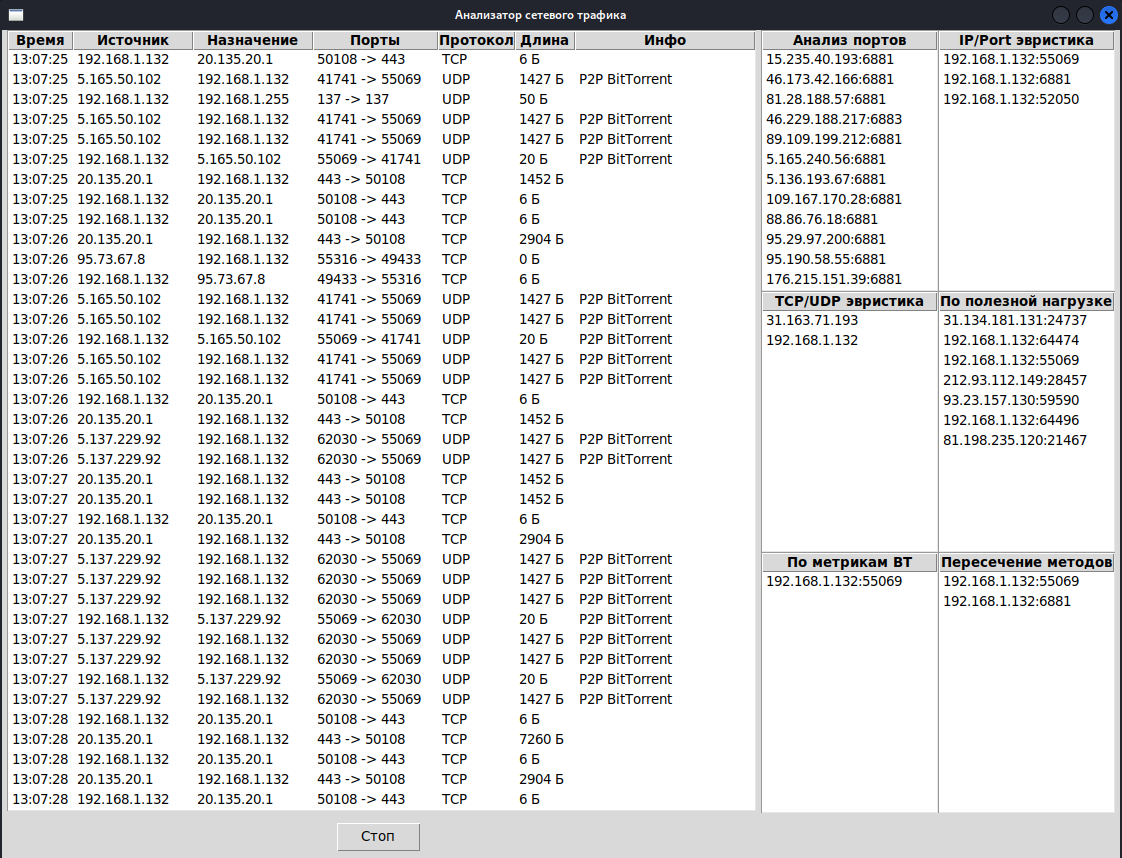 Анализатор сетевого трафика
Время Источник Назначение Порты Протокол Длина Инфо
13:07:25 192.168.1.132 20.135.20.1 50108 -> 443 TCP 6 Б
13:07:25 5.165.50.102 192.168.1.132 41741 -> 55069 UDP 1427 Б P2P BitTorrent
13:07:25 192.168.1.132 192.168.1.255 137 -> 137 UDP 50 Б
13:07:25 5.165.50.102 192.168.1.132 41741 -> 55069 UDP 1427 Б P2P BitTorrent
13:07:25 5.165.50.102 192.168.1.132 41741 -> 55069 UDP 1427 Б P2P BitTorrent
13:07:25 192.168.1.132 5.165.50.102 55069 -> 41741 UDP 20 Б P2P BitTorrent
13:07:25 20.135.20.1 192.168.1.132 443 -> 50108 TCP 1452 Б
13:07:25 192.168.1.132 20.135.20.1 50108 -> 443 TCP 6 Б
13:07:25 192.168.1.132 20.135.20.1 50108 -> 443 TCP 6 Б
13:07:26 20.135.20.1 192.168.1.132 443 -> 50108 TCP 2904 Б
13:07:26 95.73.67.8 192.168.1.132 55316 -> 49433 TCP 0 Б
13:07:26 192.168.1.132 95.73.67.8 49433 -> 55316 TCP 6 Б
13:07:26 5.165.50.102 192.168.1.132 41741 -> 55069 UDP 1427 Б P2P BitTorrent
13:07:26 5.165.50.102 192.168.1.132 41741 -> 55069 UDP 1427 Б P2P BitTorrent
13:07:26 192.168.1.132 5.165.50.102 55069 -> 41741 UDP 20 Б P2P BitTorrent
13:07:26 5.165.50.102 192.168.1.132 41741 -> 55069 UDP 1427 Б P2P BitTorrent
13:07:26 5.165.50.102 192.168.1.132 41741 -> 55069 UDP 1427 Б P2P BitTorrent
13:07:26 192.168.1.132 20.135.20.1 50108 -> 443 TCP 6 Б
13:07:26 20.135.20.1 192.168.1.132 443 -> 50108 TCP 1452 Б
13:07:26 5.137.229.92 192.168.1.132 62030 -> 55069 UDP 1427 Б P2P BitTorrent
13:07:26 5.137.229.92 192.168.1.132 62030 -> 55069 UDP 1427 Б P2P BitTorrent
13:07:27 20.135.20.1 192.168.1.132 443 -> 50108 TCP 1452 Б
13:07:27 20.135.20.1 192.168.1.132 443 -> 50108 TCP 1452 Б
13:07:27 192.168.1.132 20.135.20.1 50108 -> 443 TCP 6 Б
13:07:27 20.135.20.1 192.168.1.132 443 -> 50108 TCP 2904 Б
13:07:27 5.137.229.92 192.168.1.132 62030 -> 55069 UDP 1427 Б P2P BitTorrent
13:07:27 5.137.229.92 192.168.1.132 62030 -> 55069 UDP 1427 Б P2P BitTorrent
13:07:27 5.137.229.92 192.168.1.132 62030 -> 55069 UDP 1427 Б P2P BitTorrent
13:07:27 192.168.1.132 5.137.229.92 55069 -> 62030 UDP 20 Б P2P BitTorrent
13:07:27 5.137.229.92 192.168.1.132 62030 -> 55069 UDP 1427 Б P2P BitTorrent
13:07:27 5.137.229.92 192.168.1.132 62030 -> 55069 UDP 1427 Б P2P BitTorrent
13:07:27 192.168.1.132 5.137.229.92 55069 -> 62030 UDP 20 Б P2P BitTorrent
13:07:27 5.137.229.92 192.168.1.132 62030 -> 55069 UDP 1427 Б P2P BitTorrent
13:07:28 192.168.1.132 20.135.20.1 50108 -> 443 TCP 6 Б
13:07:28 20.135.20.1 192.168.1.132 443 -> 50108 TCP 7260 Б
13:07:28 192.168.1.132 20.135.20.1 50108 -> 443 TCP 6 Б
13:07:28 20.135.20.1 192.168.1.132 443 -> 50108 TCP 2904 Б
13:07:28 192.168.1.132 20.135.20.1 50108 -> 443 TCP 6 Б
Анализ портов
15.235.40.193:6881
46.173.42.166:6881
81.28.188.57:6881
46.229.188.217:6883
89.109.199.212:6881
5.165.240.56:6881
5.136.193.67:6881
109.167.170.28:6881
88.86.76.18:6881
95.29.97.200:6881
95.190.58.55:6881
176.215.151.39:6881
IP/Port эвристика
192.168.1.132:55069
192.168.1.132:6881
192.168.1.132:52050
TCP/UDP эвристика
31.163.71.193
192.168.1.132
По полезной нагрузке
31.134.181.131:24737
192.168.1.132:64474
192.168.1.132:55069
212.93.112.149:28457
93.23.157.130:59590
192.168.1.132:64496
81.198.235.120:21467
По метрикам BT
192.168.1.132:55069
Пересечение методов
192.168.1.132:55069
192.168.1.132:6881
Стоп